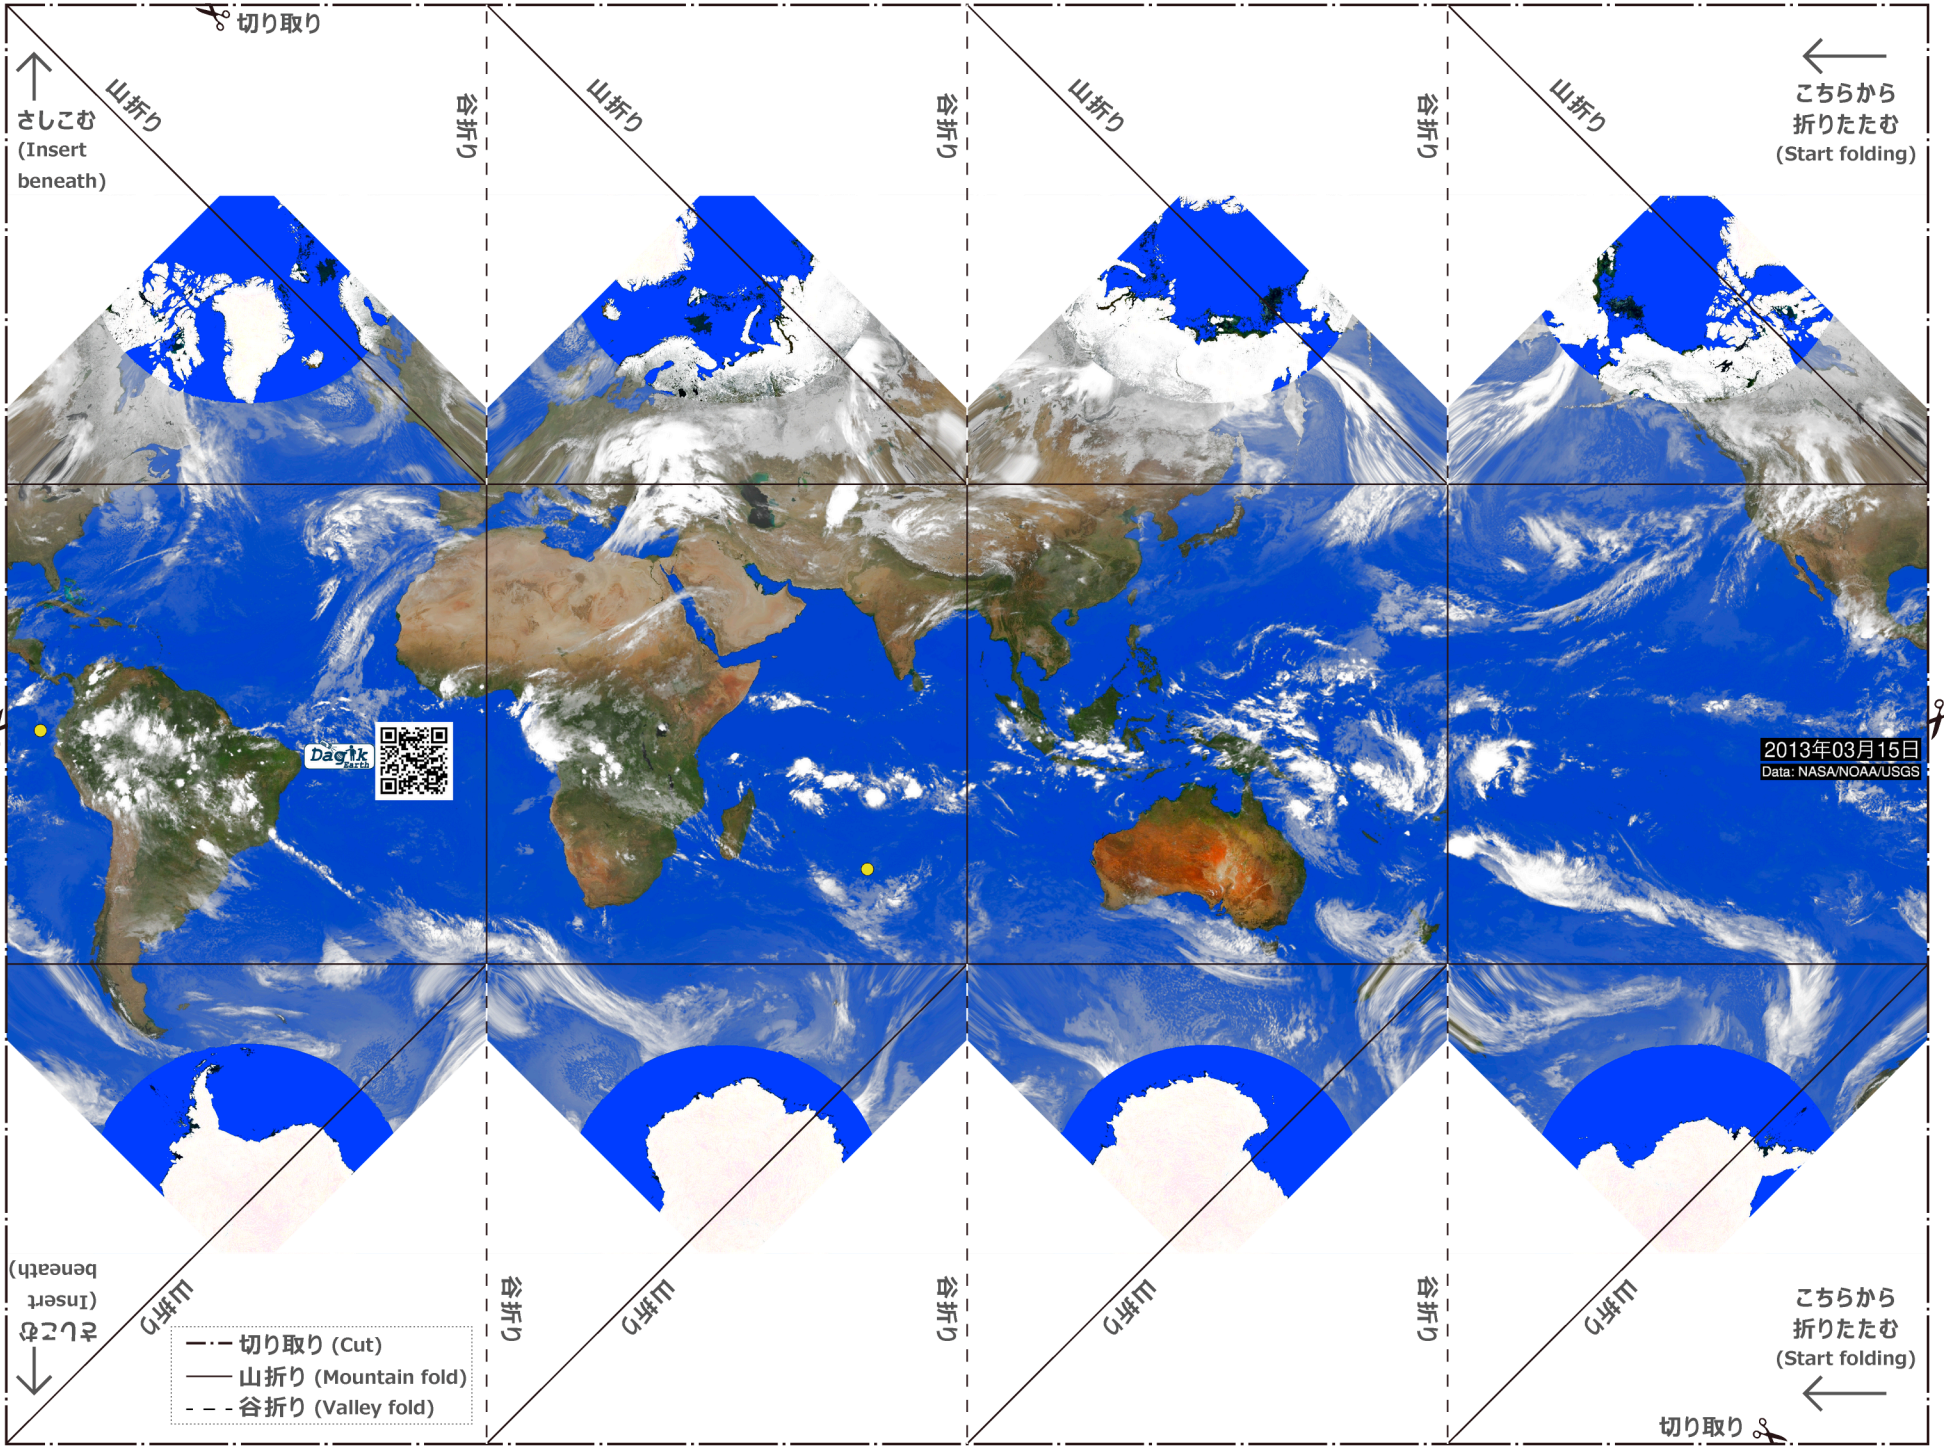 切り取り
山折り
谷折り
山折り
谷折り
山折り
谷折り
山折り
こちらから
折りたたむ
(Start folding)
さしこむ
(Insert
beneath)
Dagik
Earth
2013年03月15日
Data: NASA/NOAA/USGS
さしこむ
(Insert
beneath)
山折り
谷折り
山折り
谷折り
山折り
谷折り
山折り
こちらから
折りたたむ
(Start folding)
切り取り (Cut)
山折り (Mountain fold)
谷折り (Valley fold)
切り取り